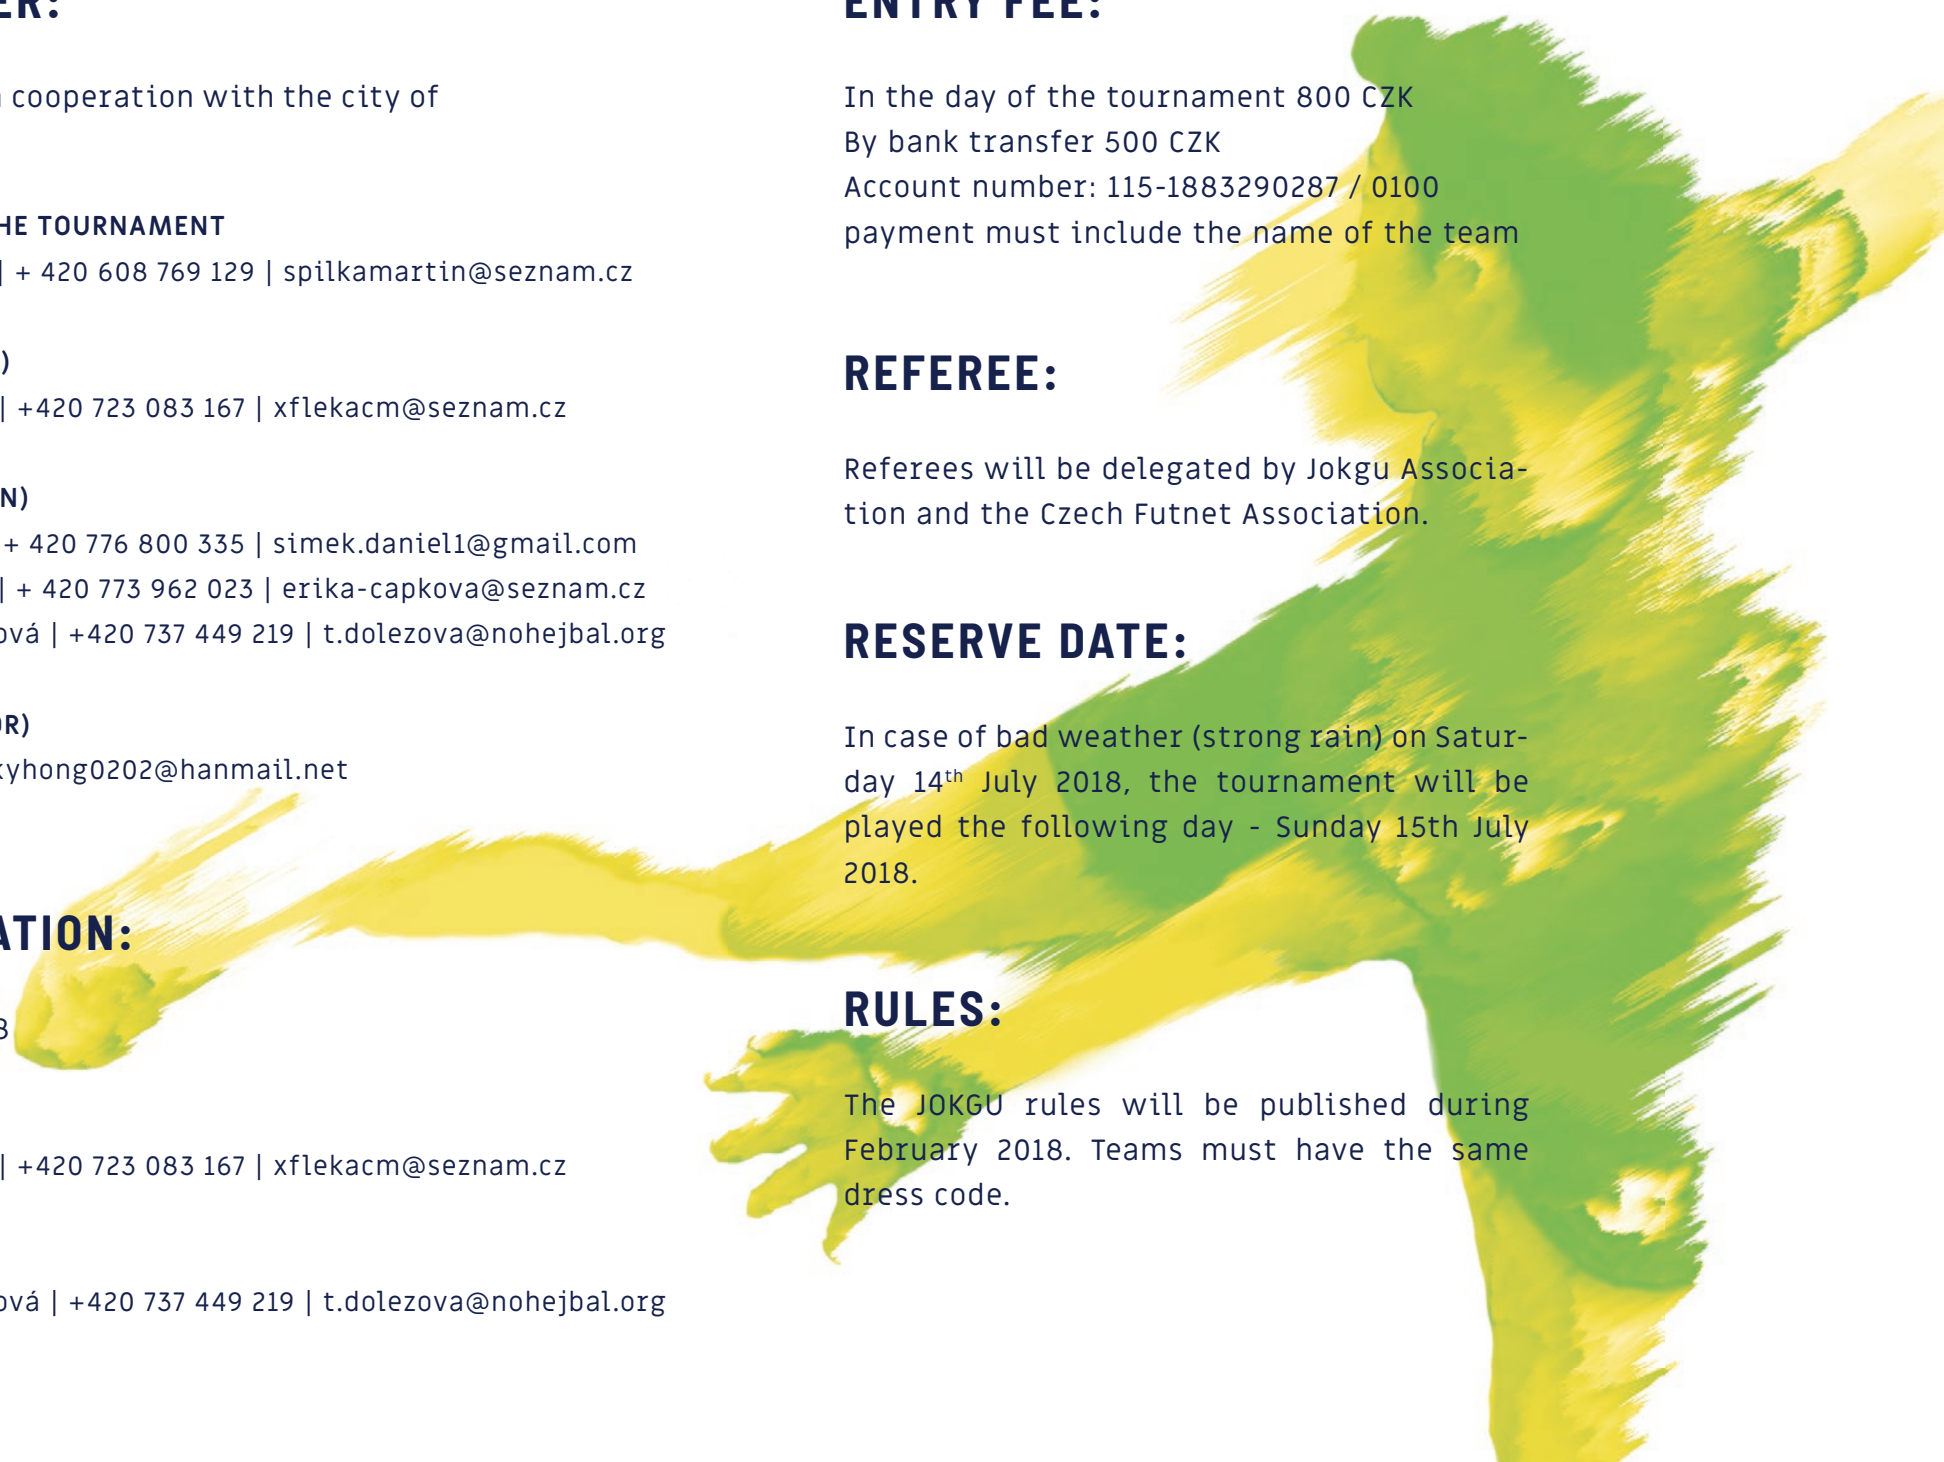 ER:
cooperation with the city of
HE TOURNAMENT
| + 420 608 769 129 | spilkamartin@seznam.cz
)
| +420 723 083 167 | xflekacm@seznam.cz
N)
+ 420 776 800 335 | simek.daniel1@gmail.com
| + 420 773 962 023 | erika-capkova@seznam.cz
ová | +420 737 449 219 | t.dolezova@nohejbal.org
OR)
kyhong0202@hanmail.net
ATION:
8
| +420 723 083 167 | xflekacm@seznam.cz
ová | +420 737 449 219 | t.dolezova@nohejbal.org
ENTRY FEE:
In the day of the tournament 800 CZK
By bank transfer 500 CZK
Account number: 115-1883290287 / 0100
payment must include the name of the team
REFEREE:
Referees will be delegated by Jokgu Associa-
tion and the Czech Futnet Association.
RESERVE DATE:
In case of bad weather (strong rain) on Satur-
day 14th July 2018, the tournament will be
played the following day - Sunday 15th July
2018.
RULES:
The JOKGU rules will be published during
February 2018. Teams must have the same
dress code.